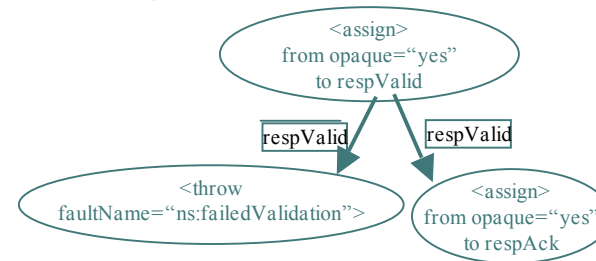 <assign>
from opaque=“yes”
to respValid
respValid
respValid
<throw
faultName=“ns:failedValidation”>
<assign>
from opaque=“yes”
to respAck